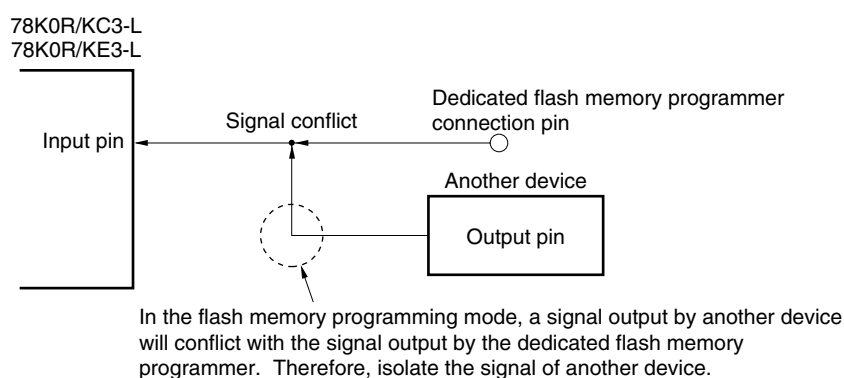 78K0R/KC3-L
78K0R/KE3-L
Dedicated flash memory programmer
connection pin
Signal conflict
Input pin
Another device
Output pin
In the flash memory programming mode, a signal output by another device
will conflict with the signal output by the dedicated flash memory
programmer.  Therefore, isolate the signal of another device.